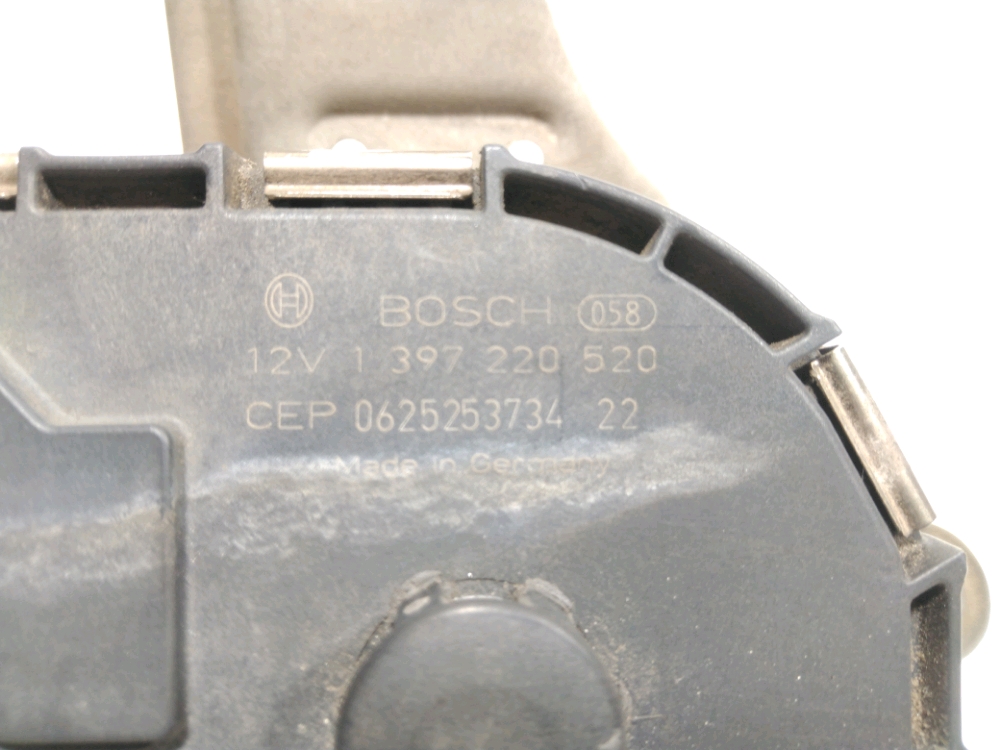 BOSCH 058
12V 1 397 220 520
CEP 0625253734 22
Made in Germany